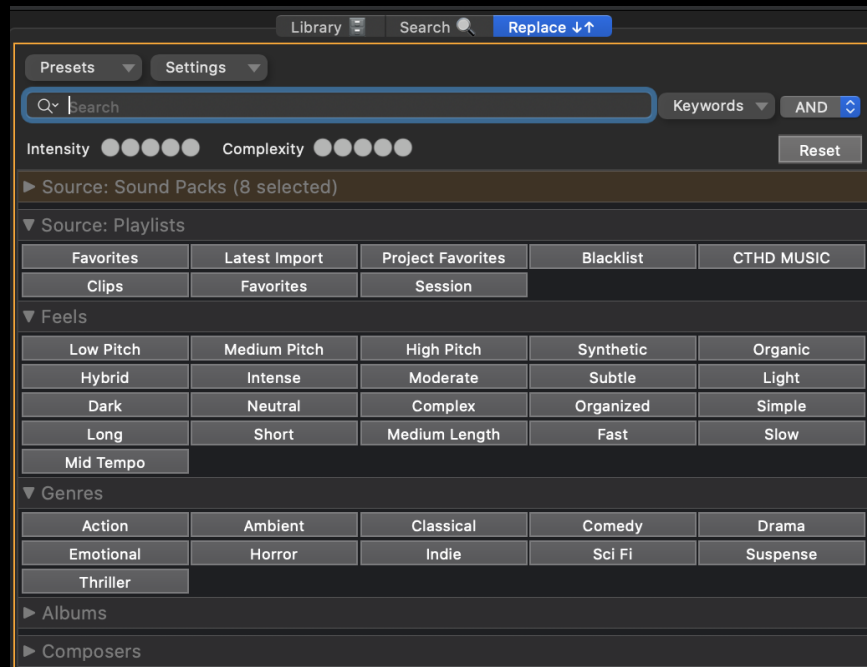 Library Search Replace ↓↑
Presets Settings
Search Keywords AND
Intensity Complexity Reset
Source: Sound Packs (8 selected)
Source: Playlists
Favorites Latest Import Project Favorites Blacklist CTHD MUSIC
Clips Favorites Session
Feels
Low Pitch Medium Pitch High Pitch Synthetic Organic
Hybrid Intense Moderate Subtle Light
Dark Neutral Complex Organized Simple
Long Short Medium Length Fast Slow
Mid Tempo
Genres
Action Ambient Classical Comedy Drama
Emotional Horror Indie Sci Fi Suspense
Thriller
Albums
Composers